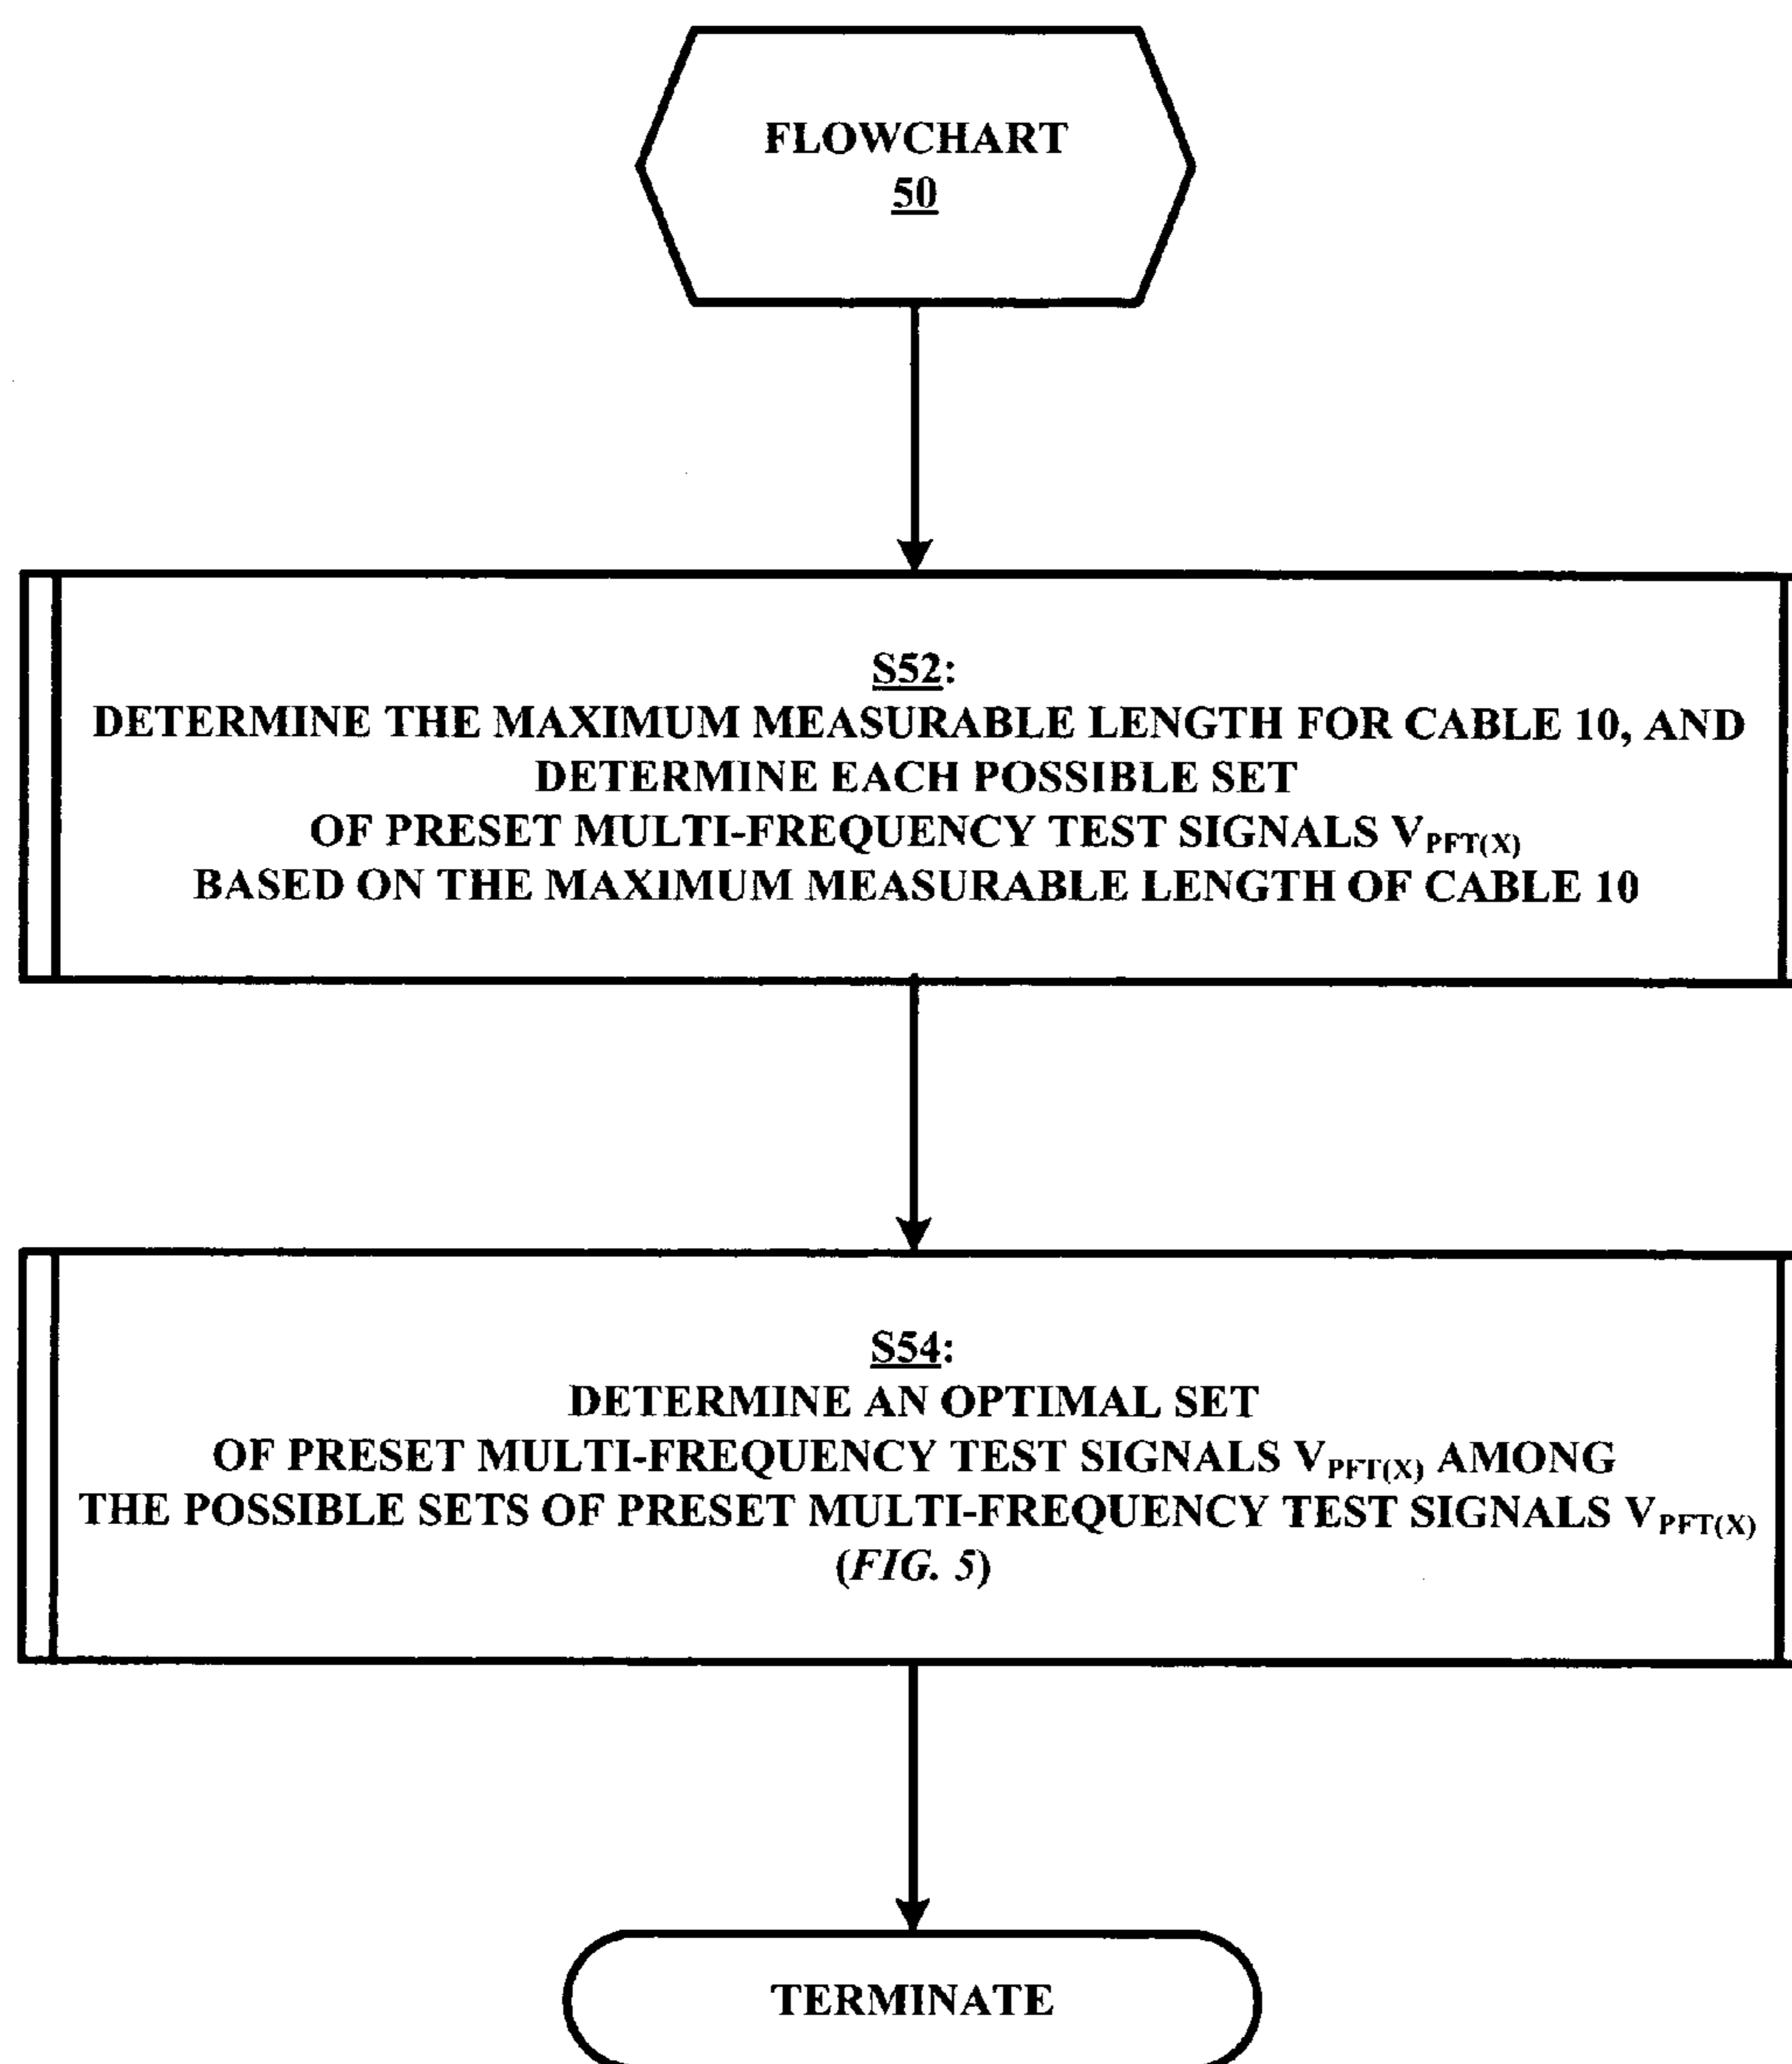 FLOWCHART
50
S52:
DETERMINE THE MAXIMUM MEASURABLE LENGTH FOR CABLE 10, AND
DETERMINE EACH POSSIBLE SET
OF PRESET MULTI-FREQUENCY TEST SIGNALS VPFT(X)
BASED ON THE MAXIMUM MEASURABLE LENGTH OF CABLE 10
S54:
DETERMINE AN OPTIMAL SET
OF PRESET MULTI-FREQUENCY TEST SIGNALS VPFT(X) AMONG
THE POSSIBLE SETS OF PRESET MULTI-FREQUENCY TEST SIGNALS VPFT(X)
(FIG. 5)
TERMINATE